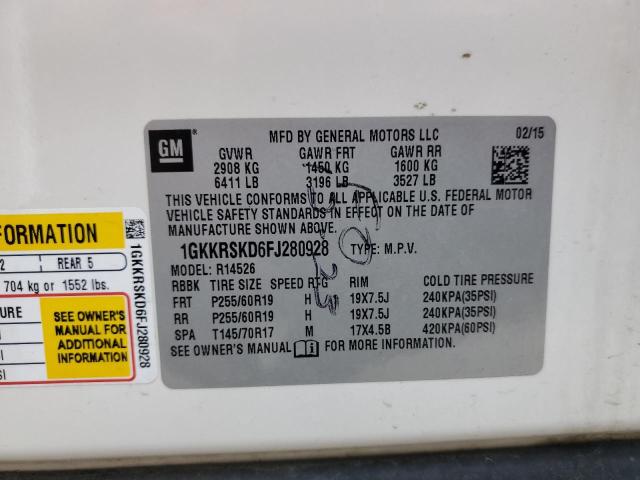 GM®
MFD BY GENERAL MOTORS LLC 02/15
GVWR GAWR FRT GAWR RR
2908 KG 1450 KG 1600 KG
6411 LB 3196 LB 3527 LB
THIS VEHICLE CONFORMS TO ALL APPLICABLE U.S. FEDERAL MOTOR
VEHICLE SAFETY STANDARDS IN EFFECT ON THE DATE OF
MANUFACTURE SHOWN ABOVE.
1GKKRSKD6FJ280928 TYPE: M.P.V.
MODEL: R14526
RBBK TIRE SIZE SPEED RTG RIM COLD TIRE PRESSURE
FRT P255/60R19 H 19X7.5J 240KPA(35PSI)
RR P255/60R19 H 19X7.5J 240KPA(35PSI)
SPA T145/70R17 M 17X4.5B 420KPA(60PSI)
SEE OWNER'S MANUAL FOR MORE INFORMATION.
FORMATION
2 REAR 5
704 kg or 1552 lbs.
SURE
SEE OWNER'S
MANUAL FOR
ADDITIONAL
INFORMATION
1GKKRSKD6FJ280928